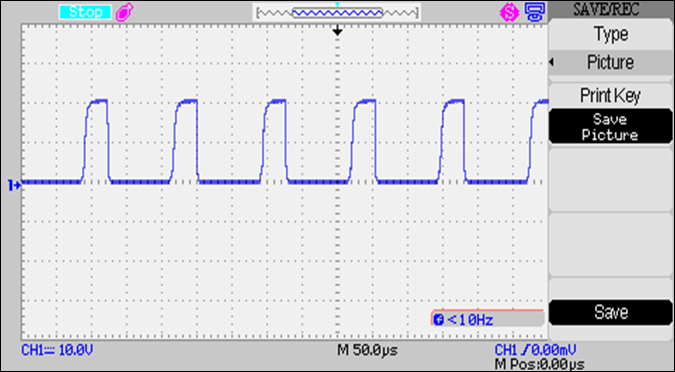 Stop
S
SAVE/REC
Type
Picture
Print Key
Save
Picture
Save
1
f <10Hz
CH1 10.0V
M 50.0µs
CH1 /0.00mV
M Pos:0.00µs